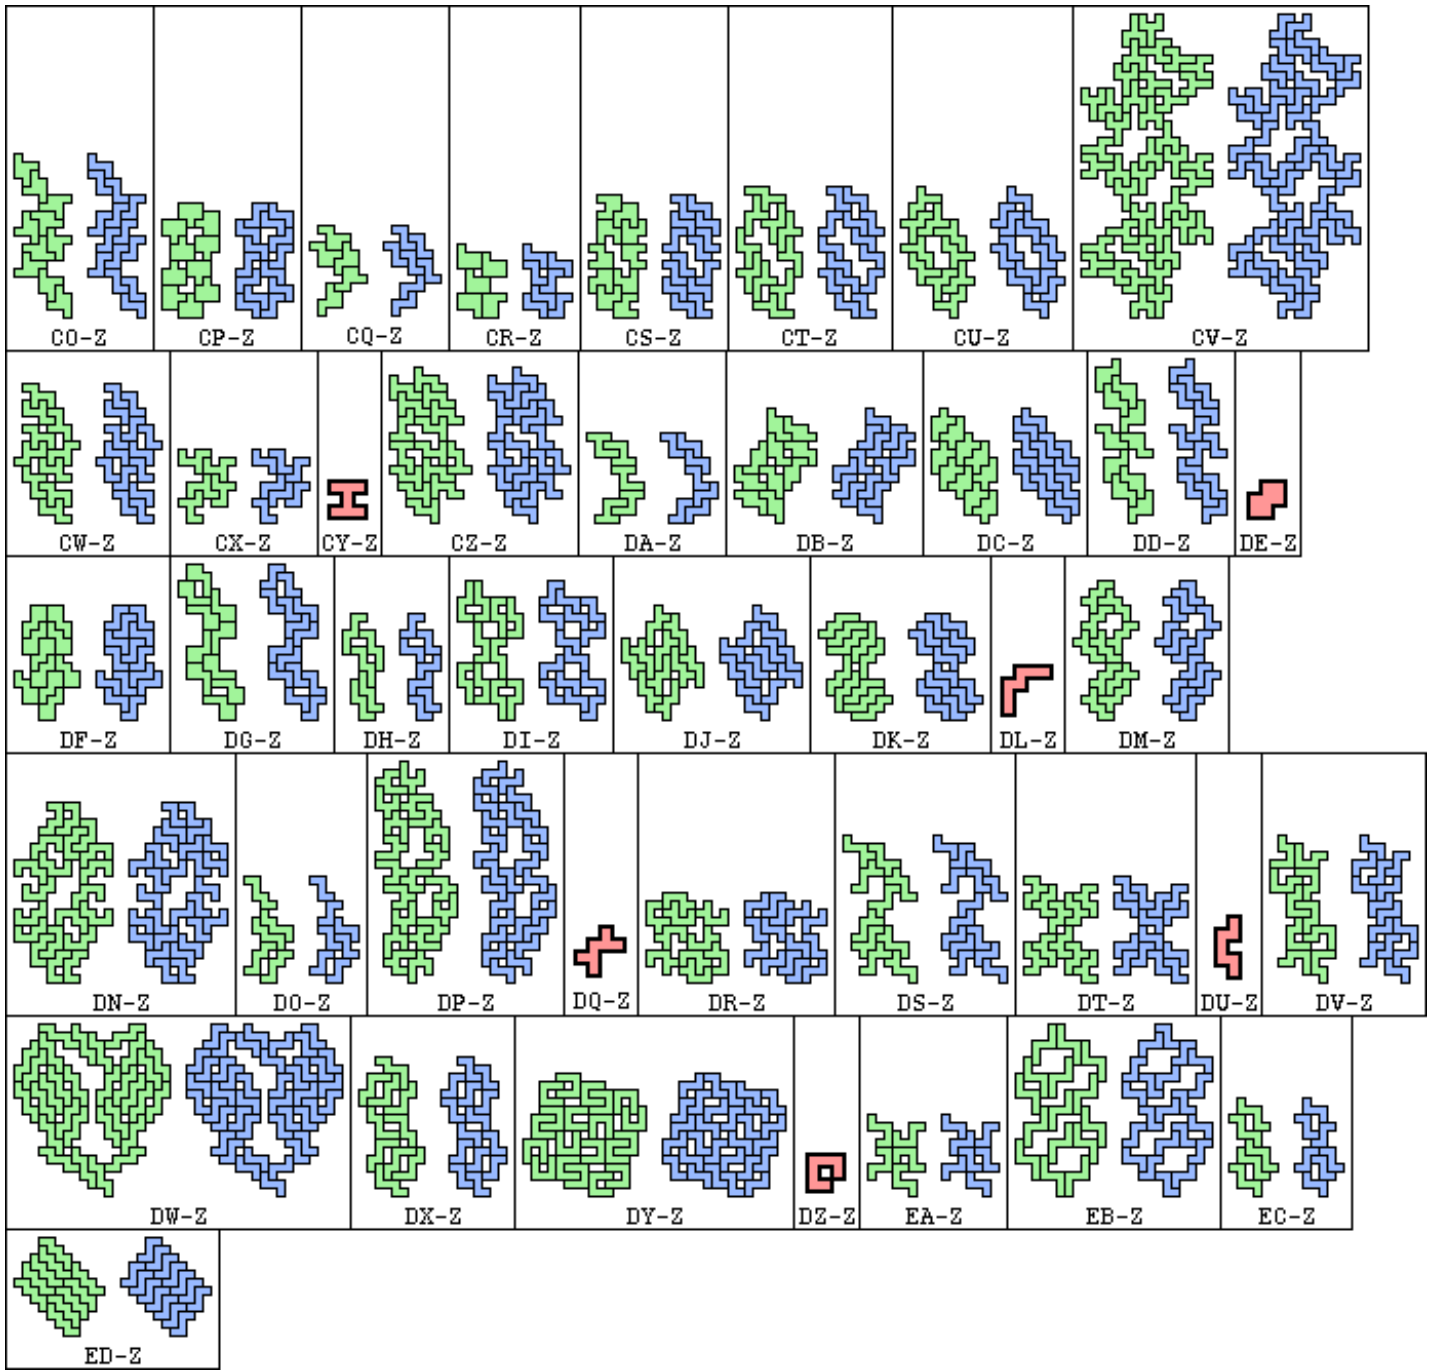 CO-Z CP-Z CQ-Z CR-Z CS-Z CT-Z CU-Z CV-Z
CW-Z CX-Z CY-Z CZ-Z DA-Z DB-Z DC-Z DD-Z DE-Z
DF-Z DG-Z DH-Z DI-Z DJ-Z DK-Z DL-Z DM-Z
DN-Z DO-Z DP-Z DQ-Z DR-Z DS-Z DT-Z DU-Z DV-Z
DW-Z DX-Z DY-Z DZ-Z EA-Z EB-Z EC-Z
ED-Z